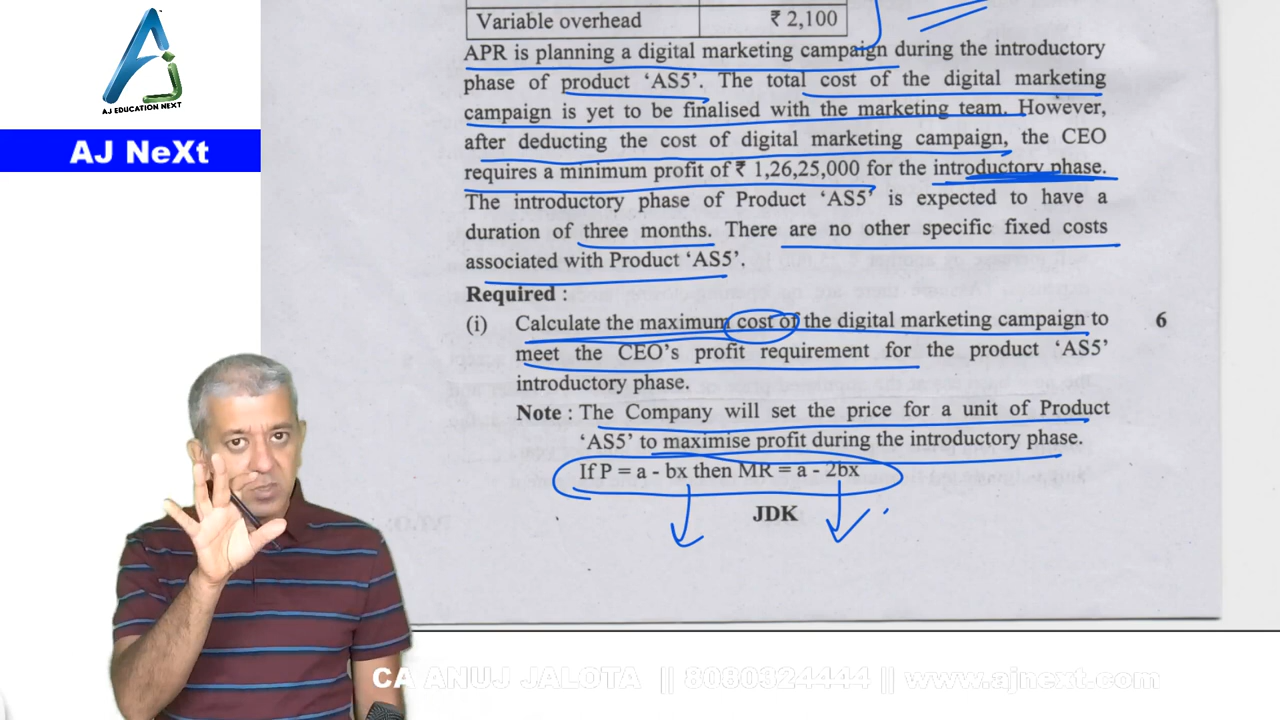 AJ EDUCATION NEXT
AJ NeXt
Variable overhead ₹ 2,100
APR is planning a digital marketing campaign during the introductory
phase of product ‘AS5’. The total cost of the digital marketing
campaign is yet to be finalised with the marketing team. However,
after deducting the cost of digital marketing campaign, the CEO
requires a minimum profit of ₹ 1,26,25,000 for the introductory phase.
The introductory phase of Product ‘AS5’ is expected to have a
duration of three months. There are no other specific fixed costs
associated with Product ‘AS5’.
Required :
(i) Calculate the maximum cost of the digital marketing campaign to 6
meet the CEO’s profit requirement for the product ‘AS5’
introductory phase.
Note : The Company will set the price for a unit of Product
‘AS5’ to maximise profit during the introductory phase.
If P = a - bx then MR = a - 2bx
JDK
CA ANUJ JALOTA || 8080324444 || www.ajnext.com